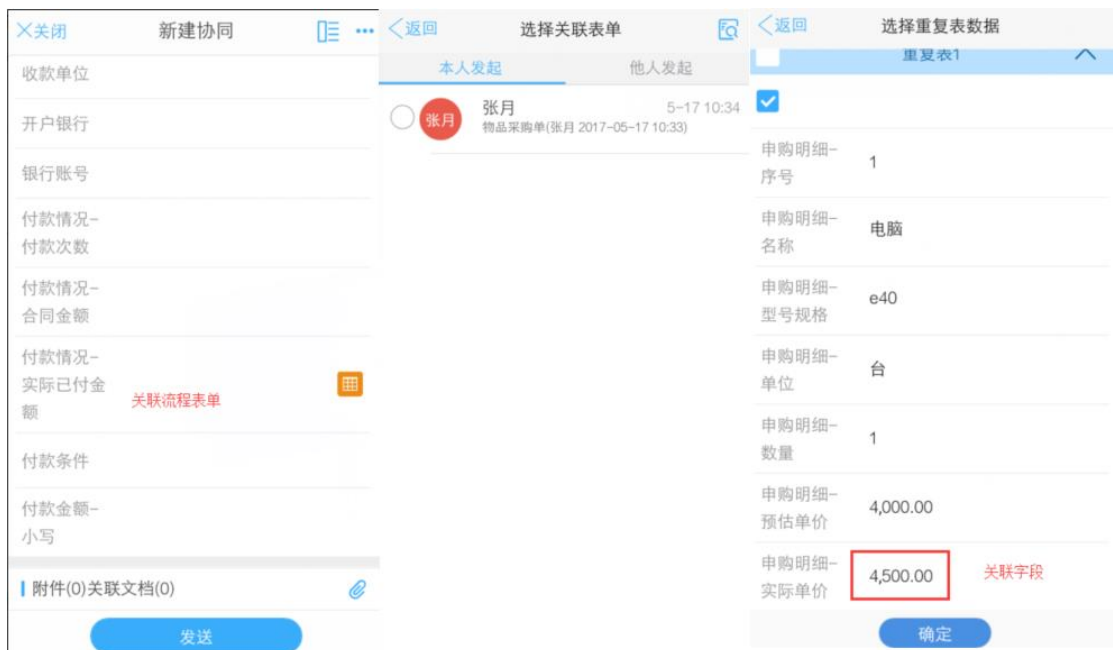 关闭
新建协同
收款单位
开户银行
银行账号
付款情况-
付款次数
付款情况-
合同金额
付款情况-
实际已付金
额
关联流程表单
付款条件
付款金额-
小写
附件(0)关联文档(0)
发送
返回
选择关联表单
本人发起
他人发起
张月
张月
5-17 10:34
物品采购单(张月 2017-05-17 10:33)
返回
选择重复表数据
重复表1
申购明细-
序号
1
申购明细-
名称
电脑
申购明细-
型号规格
e40
申购明细-
单位
台
申购明细-
数量
1
申购明细-
预估单价
4,000.00
申购明细-
实际单价
4,500.00
关联字段
确定